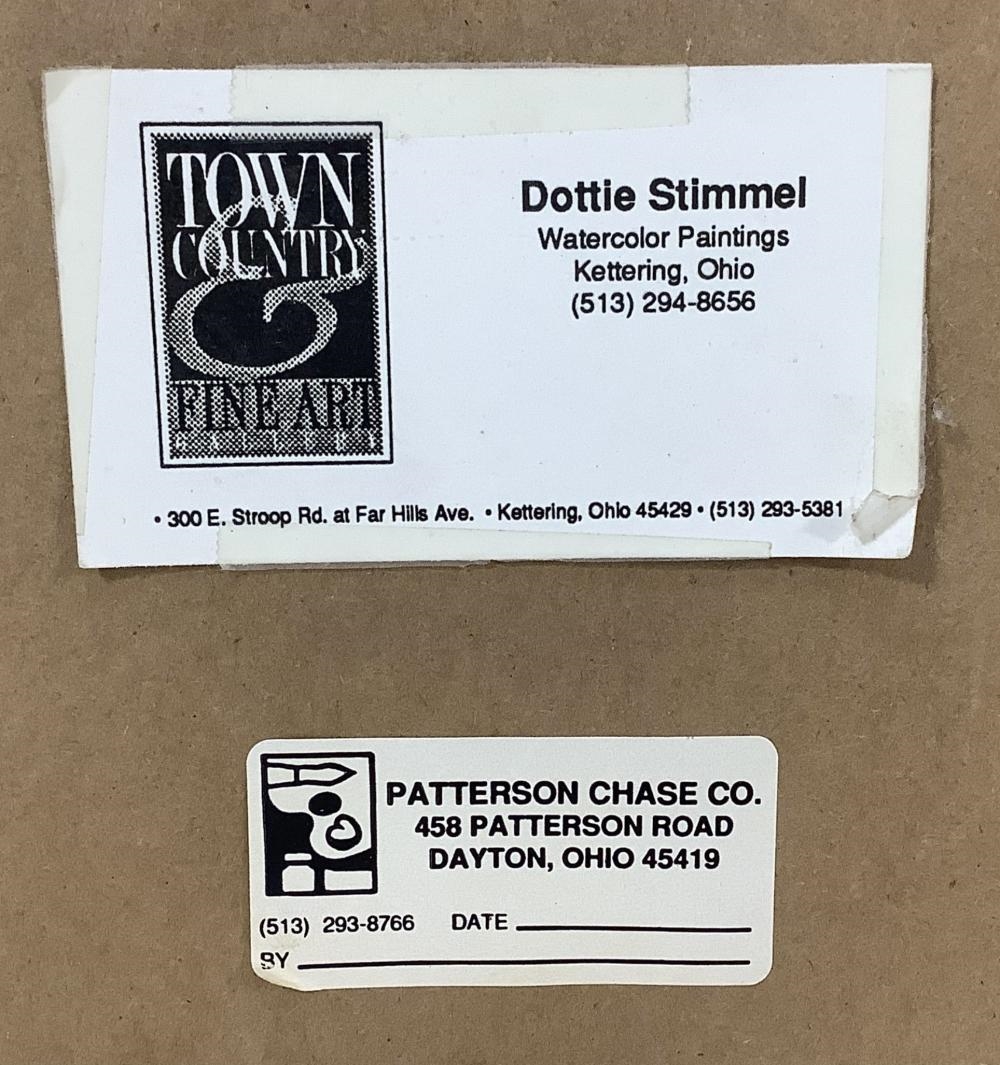 TOWN
& COUNTRY
FINE ART
GALLERY
Dottie Stimmel
Watercolor Paintings
Kettering, Ohio
(513) 294-8656
• 300 E. Stroop Rd. at Far Hills Ave. • Kettering, Ohio 45429 • (513) 293-5381
PATTERSON CHASE CO.
458 PATTERSON ROAD
DAYTON, OHIO 45419
(513) 293-8766 DATE
BY